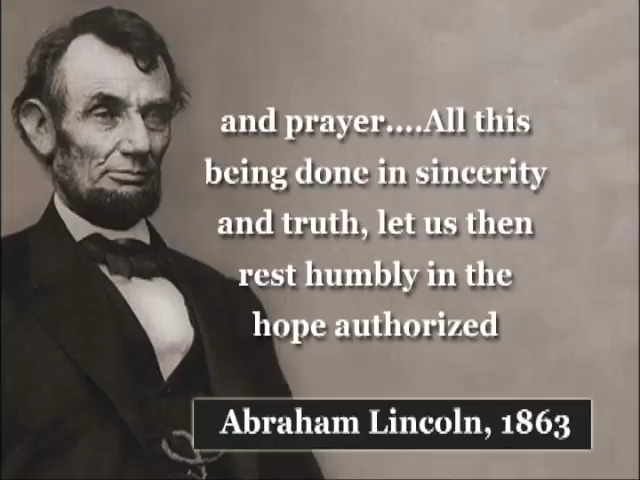 and prayer....All this
being done in sincerity
and truth, let us then
rest humbly in the
hope authorized
Abraham Lincoln, 1863